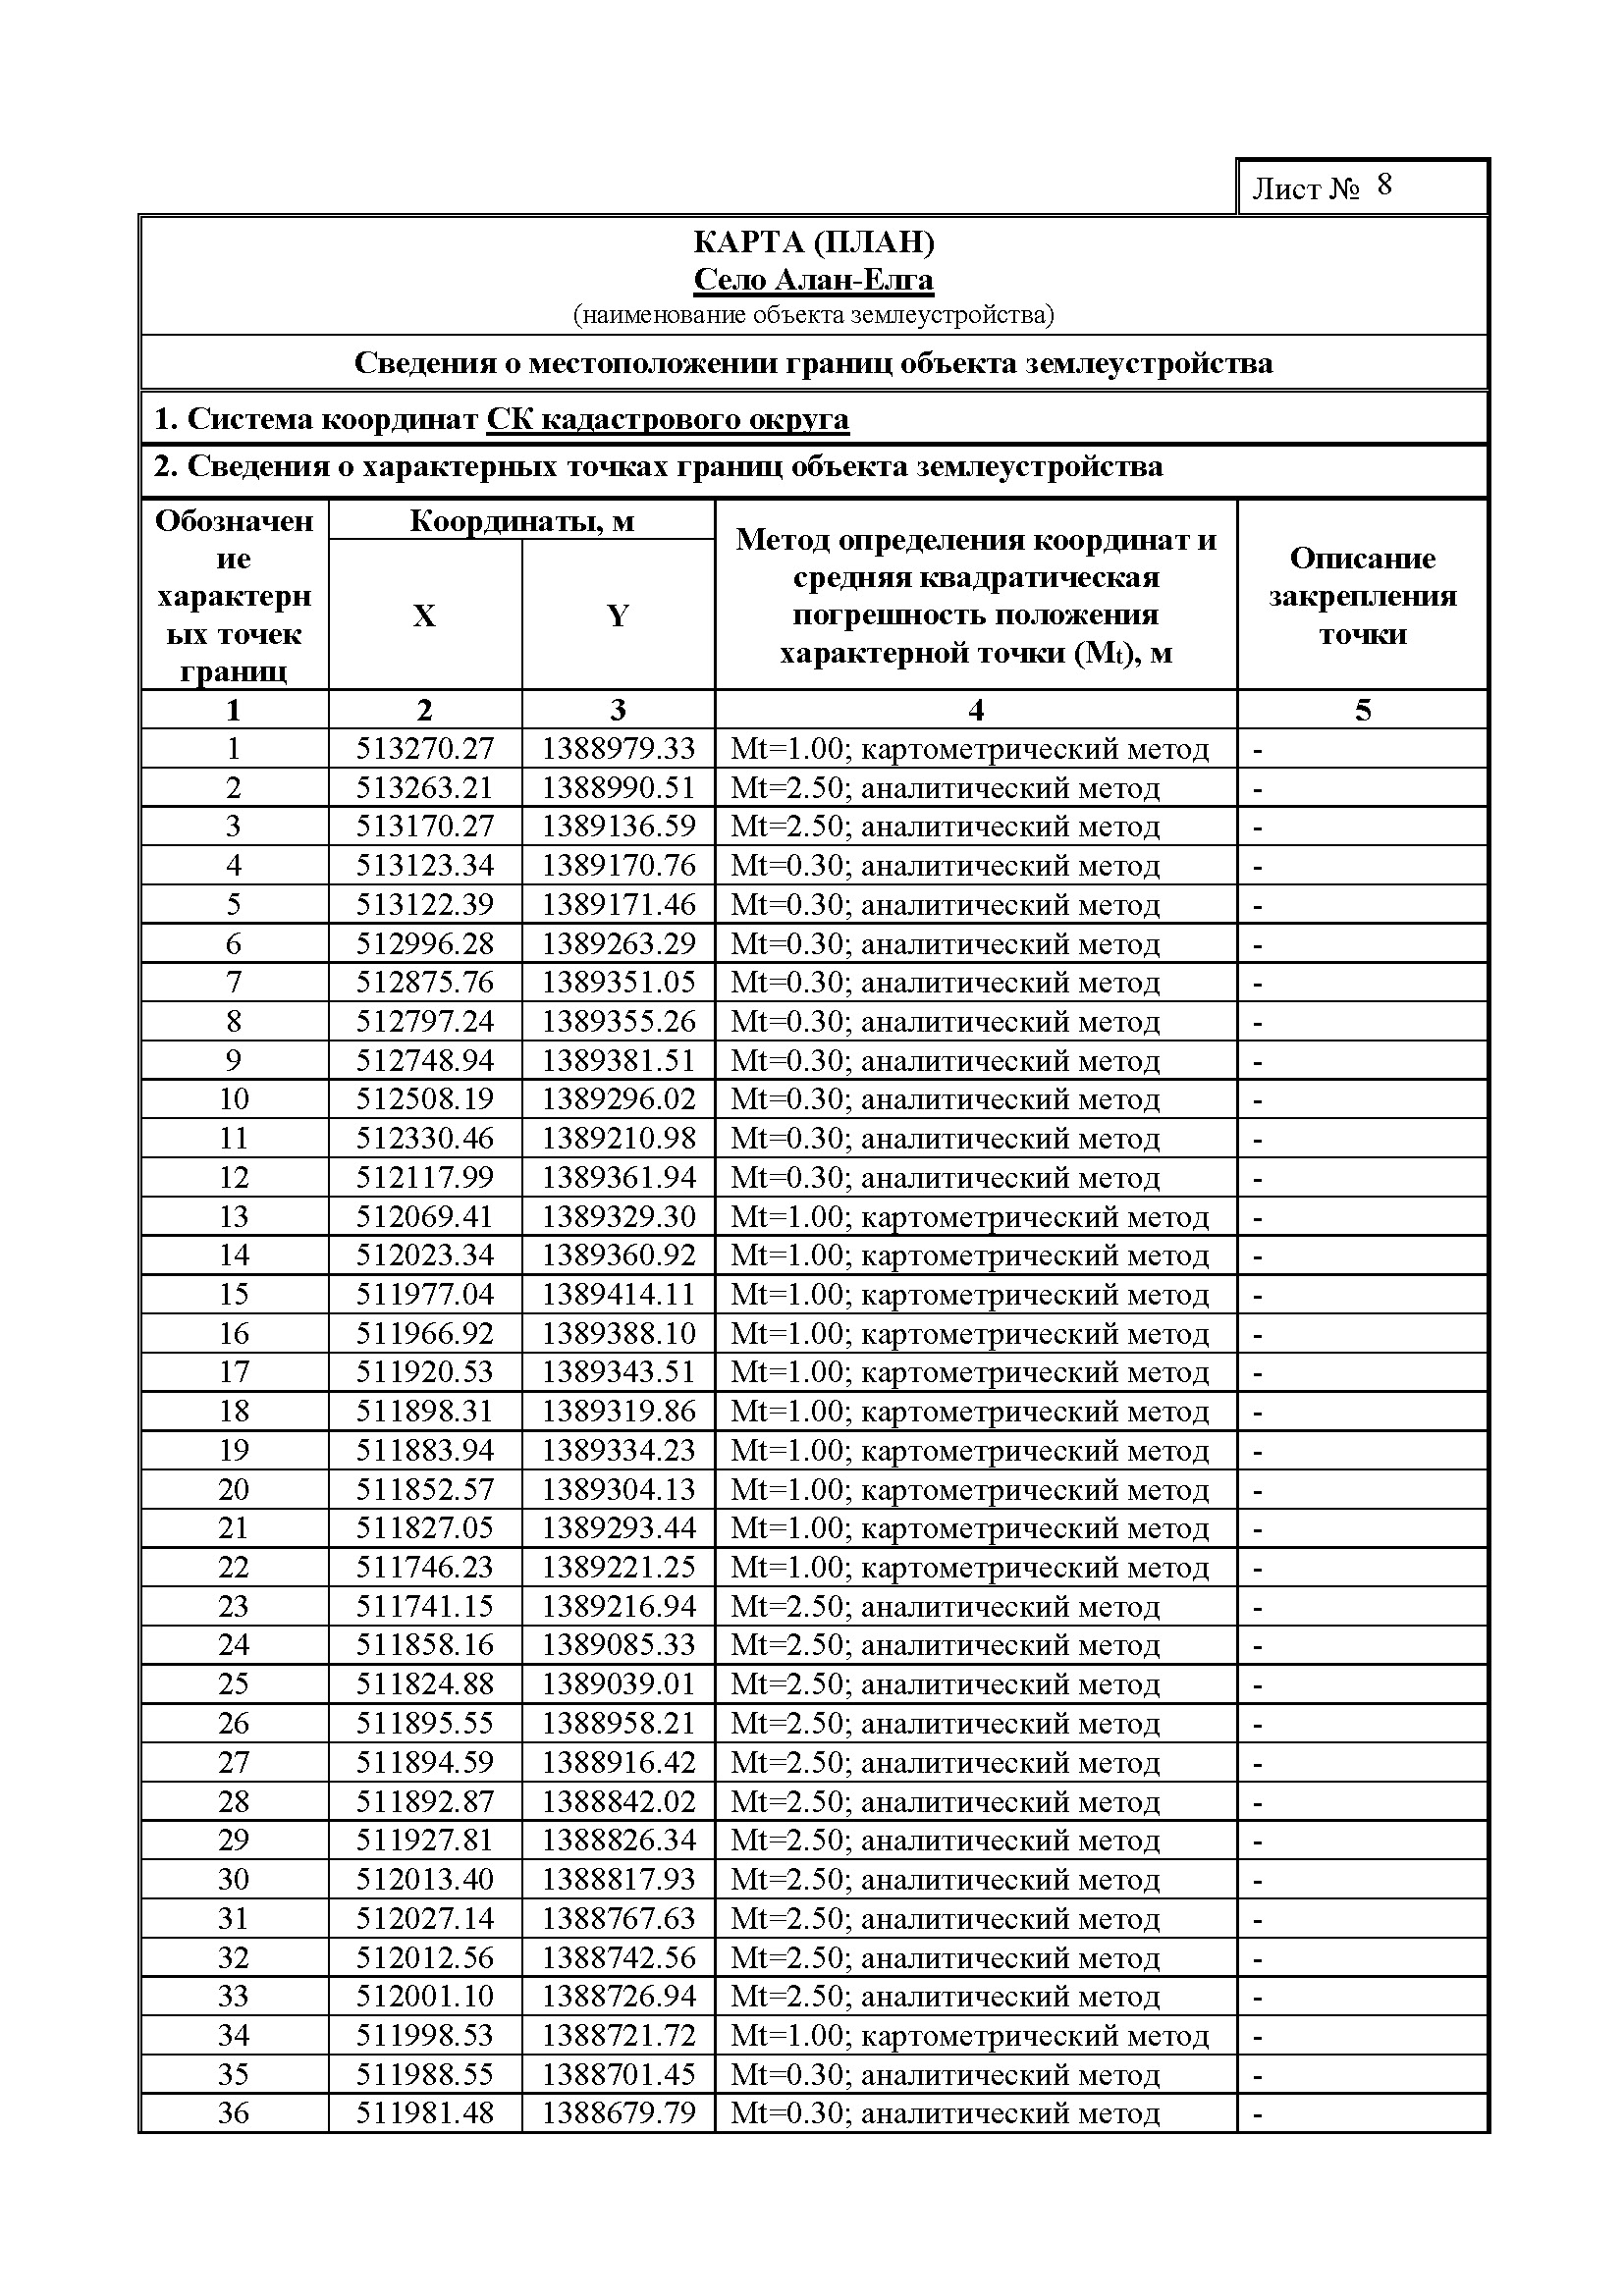 Лист № 8
КАРТА (ПЛАН)
Село Алан-Елга
(наименование объекта землеустройства)
Сведения о местоположении границ объекта землеустройства
1. Система координат СК кадастрового округа
2. Сведения о характерных точках границ объекта землеустройства
Обозначен
ие
характерн
ых точек
границ
Координаты, м
X
Y
Метод определения координат и
средняя квадратическая
погрешность положения
характерной точки (Mt), м
Описание
закрепления
точки
1 2 3 4 5
1 513270.27 1388979.33 Mt=1.00; картометрический метод -
2 513263.21 1388990.51 Mt=2.50; аналитический метод -
3 513170.27 1389136.59 Mt=2.50; аналитический метод -
4 513123.34 1389170.76 Mt=0.30; аналитический метод -
5 513122.39 1389171.46 Mt=0.30; аналитический метод -
6 512996.28 1389263.29 Mt=0.30; аналитический метод -
7 512875.76 1389351.05 Mt=0.30; аналитический метод -
8 512797.24 1389355.26 Mt=0.30; аналитический метод -
9 512748.94 1389381.51 Mt=0.30; аналитический метод -
10 512508.19 1389296.02 Mt=0.30; аналитический метод -
11 512330.46 1389210.98 Mt=0.30; аналитический метод -
12 512117.99 1389361.94 Mt=0.30; аналитический метод -
13 512069.41 1389329.30 Mt=1.00; картометрический метод -
14 512023.34 1389360.92 Mt=1.00; картометрический метод -
15 511977.04 1389414.11 Mt=1.00; картометрический метод -
16 511966.92 1389388.10 Mt=1.00; картометрический метод -
17 511920.53 1389343.51 Mt=1.00; картометрический метод -
18 511898.31 1389319.86 Mt=1.00; картометрический метод -
19 511883.94 1389334.23 Mt=1.00; картометрический метод -
20 511852.57 1389304.13 Mt=1.00; картометрический метод -
21 511827.05 1389293.44 Mt=1.00; картометрический метод -
22 511746.23 1389221.25 Mt=1.00; картометрический метод -
23 511741.15 1389216.94 Mt=2.50; аналитический метод -
24 511858.16 1389085.33 Mt=2.50; аналитический метод -
25 511824.88 1389039.01 Mt=2.50; аналитический метод -
26 511895.55 1388958.21 Mt=2.50; аналитический метод -
27 511894.59 1388916.42 Mt=2.50; аналитический метод -
28 511892.87 1388842.02 Mt=2.50; аналитический метод -
29 511927.81 1388826.34 Mt=2.50; аналитический метод -
30 512013.40 1388817.93 Mt=2.50; аналитический метод -
31 512027.14 1388767.63 Mt=2.50; аналитический метод -
32 512012.56 1388742.56 Mt=2.50; аналитический метод -
33 512001.10 1388726.94 Mt=2.50; аналитический метод -
34 511998.53 1388721.72 Mt=1.00; картометрический метод -
35 511988.55 1388701.45 Mt=0.30; аналитический метод -
36 511981.48 1388679.79 Mt=0.30; аналитический метод -